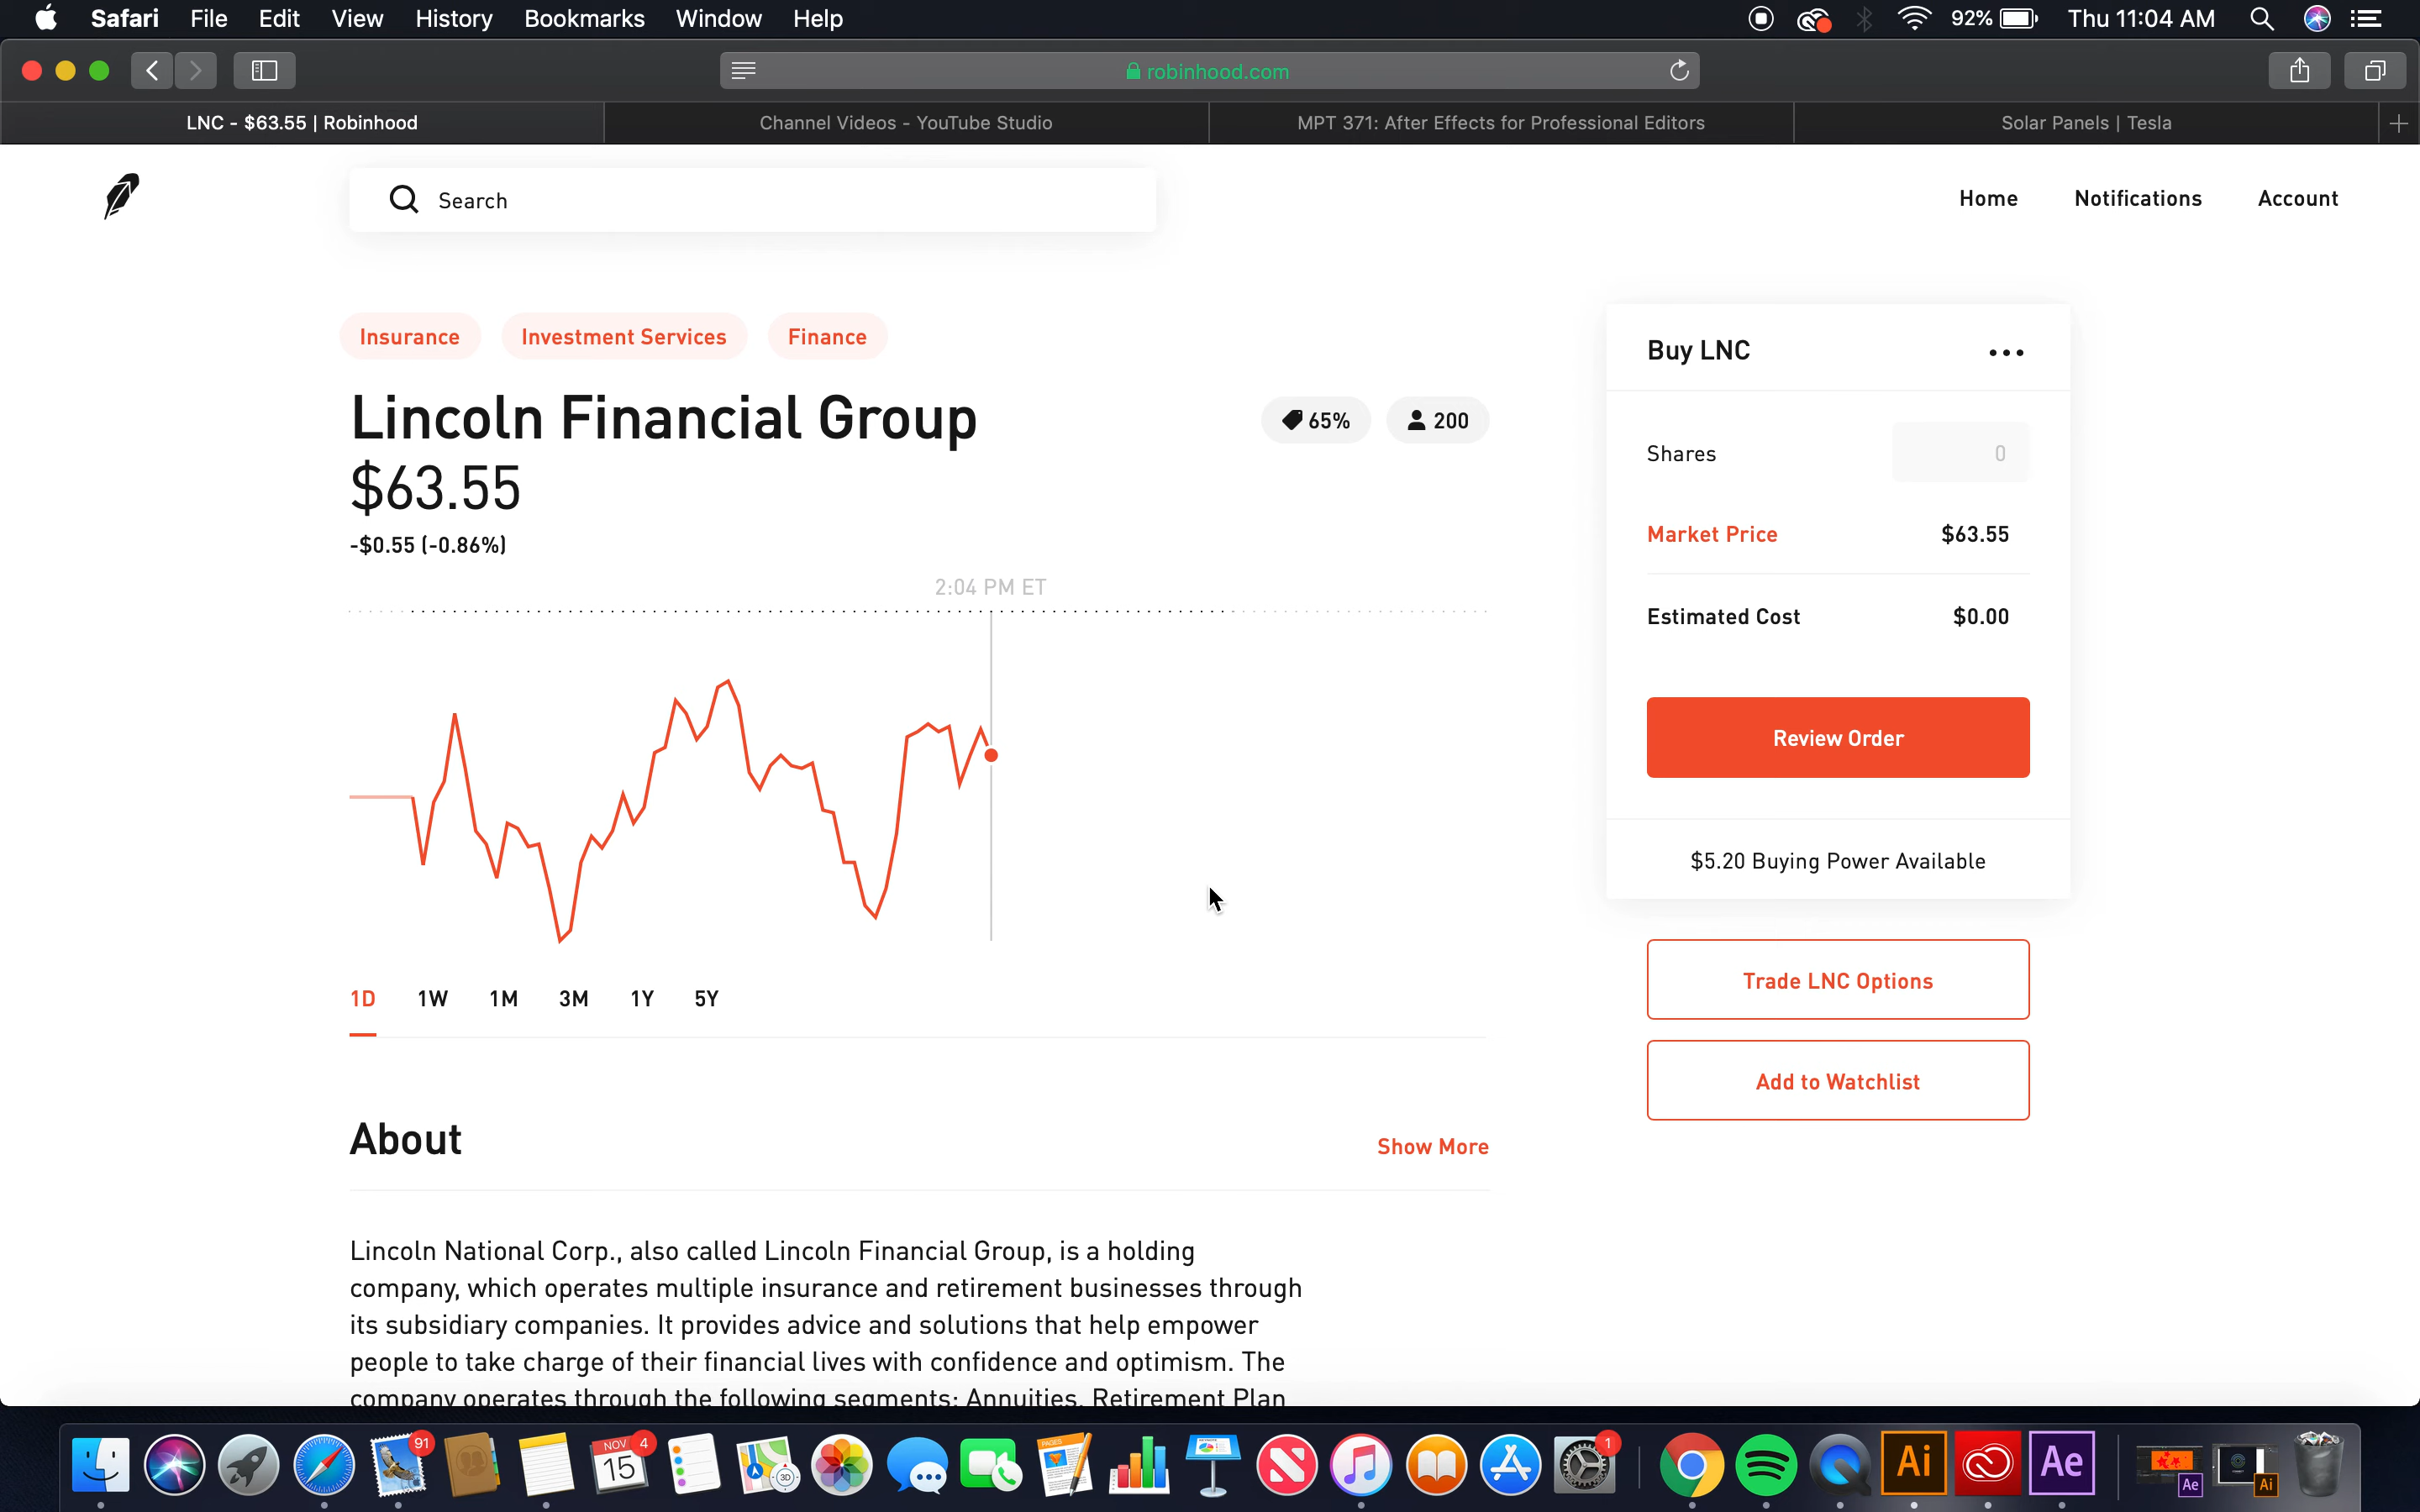 Safari File Edit View History Bookmarks Window Help 92% Thu 11:04 AM
robinhood.com
LNC - $63.55 | Robinhood
Channel Videos - YouTube Studio
MPT 371: After Effects for Professional Editors
Solar Panels | Tesla
Search
Home Notifications Account
Insurance Investment Services Finance
Lincoln Financial Group
65% 200
$63.55
-$0.55 (-0.86%)
2:04 PM ET
1D 1W 1M 3M 1Y 5Y
Buy LNC
Shares 0
Market Price $63.55
Estimated Cost $0.00
Review Order
$5.20 Buying Power Available
Trade LNC Options
Add to Watchlist
About
Show More
Lincoln National Corp., also called Lincoln Financial Group, is a holding
company, which operates multiple insurance and retirement businesses through
its subsidiary companies. It provides advice and solutions that help empower
people to take charge of their financial lives with confidence and optimism. The
company operates through the following segments: Annuities, Retirement Plan
91
NOV 4
15
3D
PAGES
1
Ai
Ae
Ae
Ai